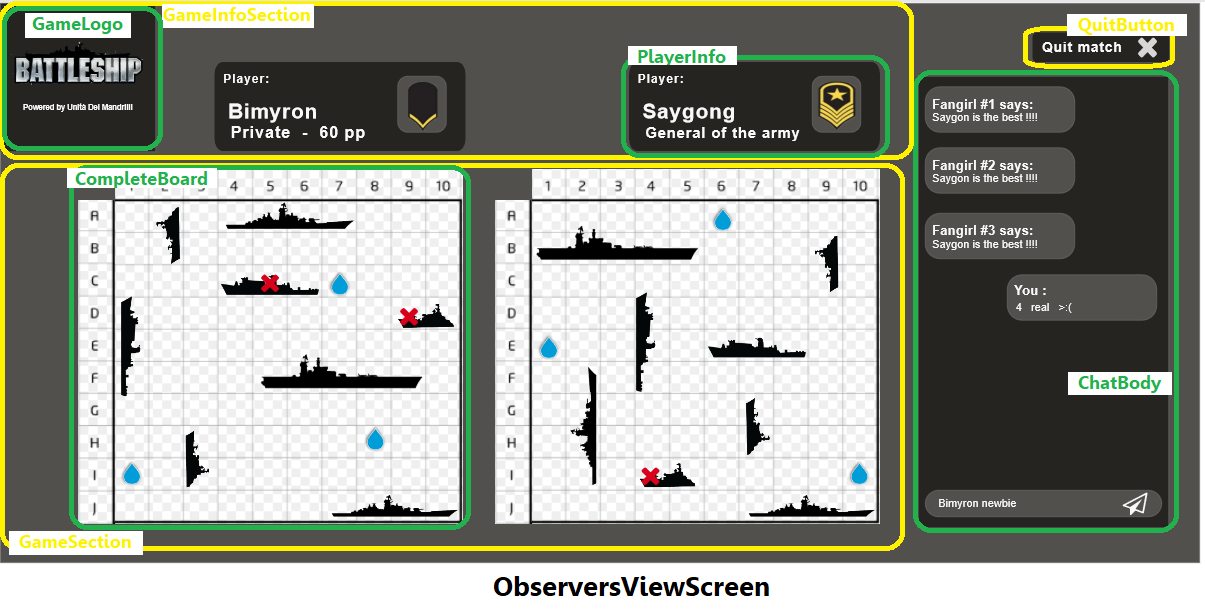 GameLogo
GameInfoSection
BATTLESHIP
Powered by Unità Dei Mandrilli
Player:
Bimyron
Private - 60 pp
PlayerInfo
Player:
Saygong
General of the army
QuitButton
Quit match
Fangirl #1 says:
Saygon is the best !!!!
Fangirl #2 says:
Saygon is the best !!!!
Fangirl #3 says:
Saygon is the best !!!!
You :
4 real >:(
ChatBody
Bimyron newbie
CompleteBoard
4 5 6 7 8 9 10
A
B
C
D
E
F
G
H
I
J
1 2 3 4 5 6 7 8 9 10
A
B
C
D
E
F
G
H
I
J
GameSection
ObserversViewScreen